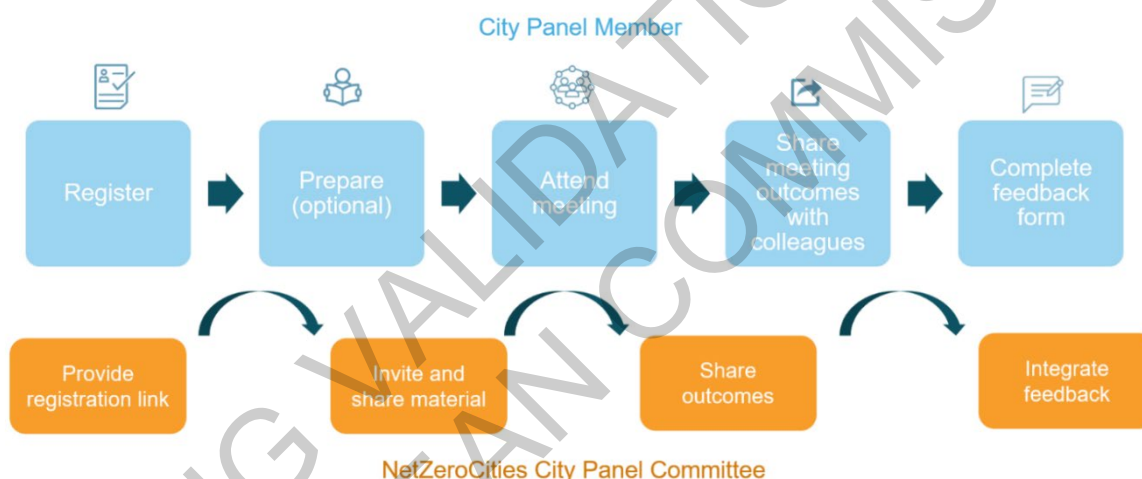 City Panel Member
Register
Prepare
(optional)
Attend
meeting
Share
meeting
outcomes
with
colleagues
Complete
feedback
form
Provide
registration link
Invite and
share material
Share
outcomes
Integrate
feedback
NetZeroCities City Panel Committee